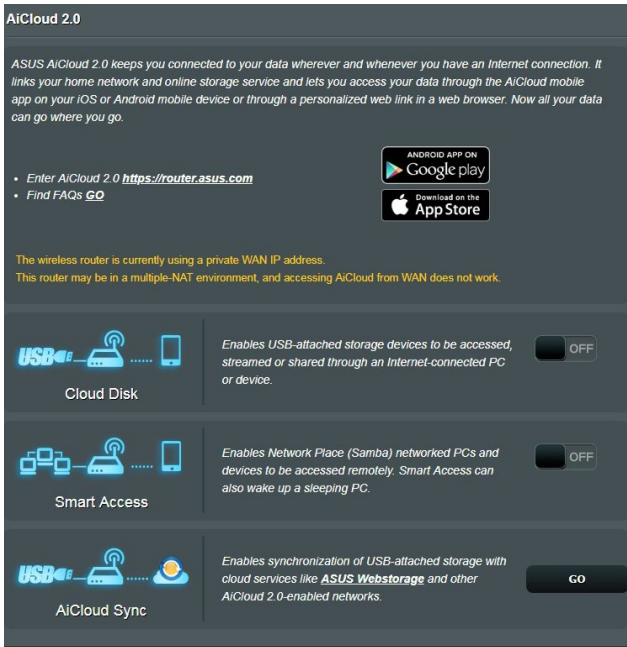 AiCloud 2.0
ASUS AiCloud 2.0 keeps you connected to your data wherever and whenever you have an Internet connection. It
links your home network and online storage service and lets you access your data through the AiCloud mobile
app on your iOS or Android mobile device or through a personalized web link in a web browser. Now all your data
can go where you go.
• Enter AiCloud 2.0 https://router.asus.com
• Find FAQs GO
ANDROID APP ON
Google play
Download on the
App Store
The wireless router is currently using a private WAN IP address.
This router may be in a multiple-NAT environment, and accessing AiCloud from WAN does not work.
USB
Cloud Disk
Enables USB-attached storage devices to be accessed,
streamed or shared through an Internet-connected PC
or device.
OFF
Smart Access
Enables Network Place (Samba) networked PCs and
devices to be accessed remotely. Smart Access can
also wake up a sleeping PC.
OFF
USB
AiCloud Sync
Enables synchronization of USB-attached storage with
cloud services like ASUS Webstorage and other
AiCloud 2.0-enabled networks.
GO